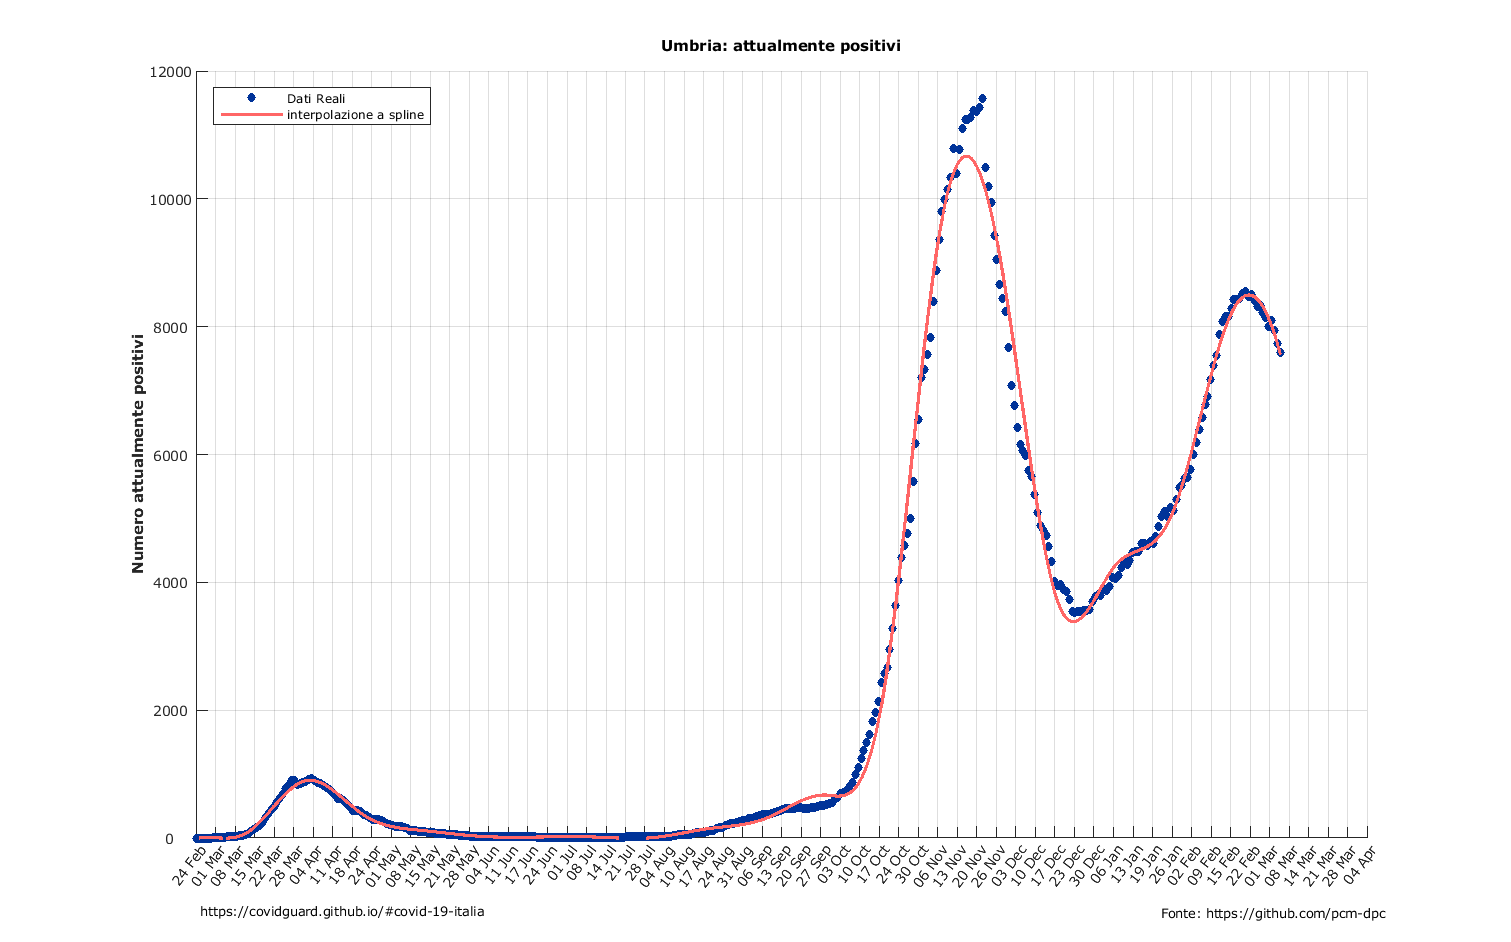 Umbria: attualmente positivi
Dati Reali
interpolazione a spline
Numero attualmente positivi
12000
10000
8000
6000
4000
2000
0
24 Feb
01 Mar
08 Mar
15 Mar
22 Mar
28 Mar
04 Apr
11 Apr
18 Apr
24 Apr
01 May
08 May
15 May
21 May
28 May
04 Jun
11 Jun
17 Jun
24 Jun
01 Jul
08 Jul
14 Jul
21 Jul
28 Jul
04 Aug
10 Aug
17 Aug
24 Aug
31 Aug
06 Sep
13 Sep
20 Sep
27 Sep
03 Oct
10 Oct
17 Oct
24 Oct
30 Oct
06 Nov
13 Nov
20 Nov
26 Nov
03 Dec
10 Dec
17 Dec
23 Dec
30 Dec
06 Jan
13 Jan
19 Jan
26 Jan
02 Feb
09 Feb
15 Feb
22 Feb
01 Mar
08 Mar
14 Mar
21 Mar
28 Mar
04 Apr
https://covidguard.github.io/#covid-19-italia
Fonte: https://github.com/pcm-dpc